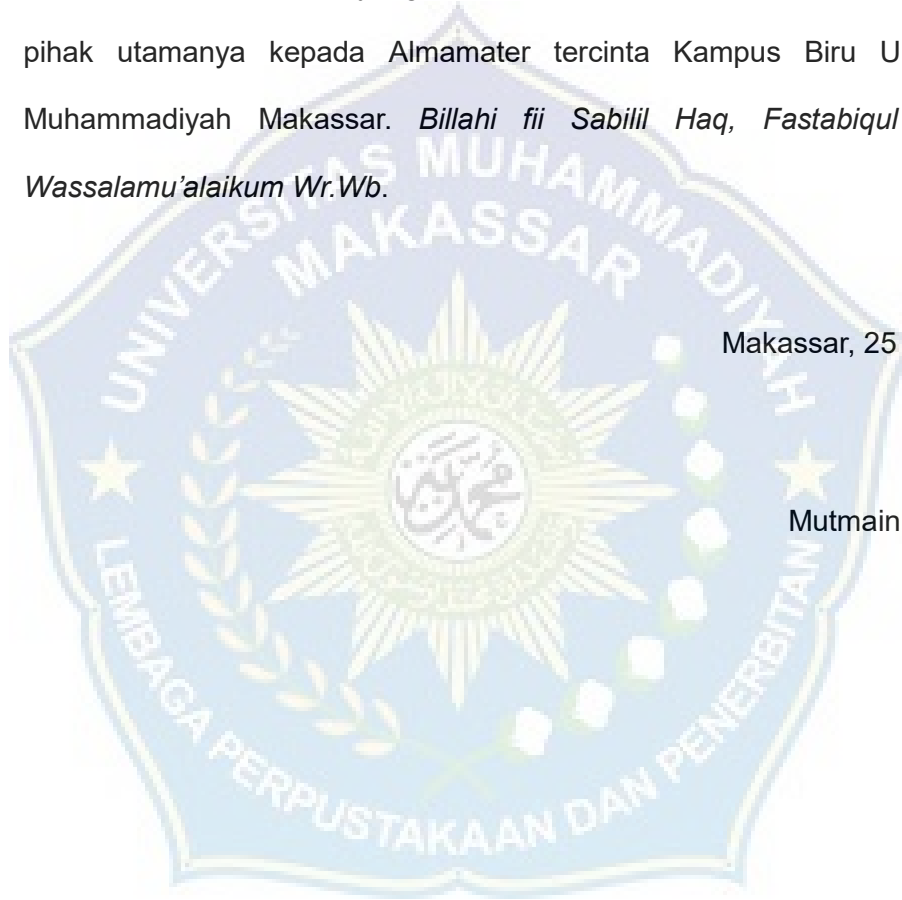 pihak utamanya kepada Almamater tercinta Kampus Biru U
Muhammadiyah Makassar. Billahi fii Sabilil Haq, Fastabiqul
Wassalamu’alaikum Wr.Wb.
UNIVERSITAS MUHAMMADIYAH
MAKASSAR
Makassar, 25
محمدية
Mutmain
LEMBAGA PERPUSTAKAAN DAN PENERBITAN